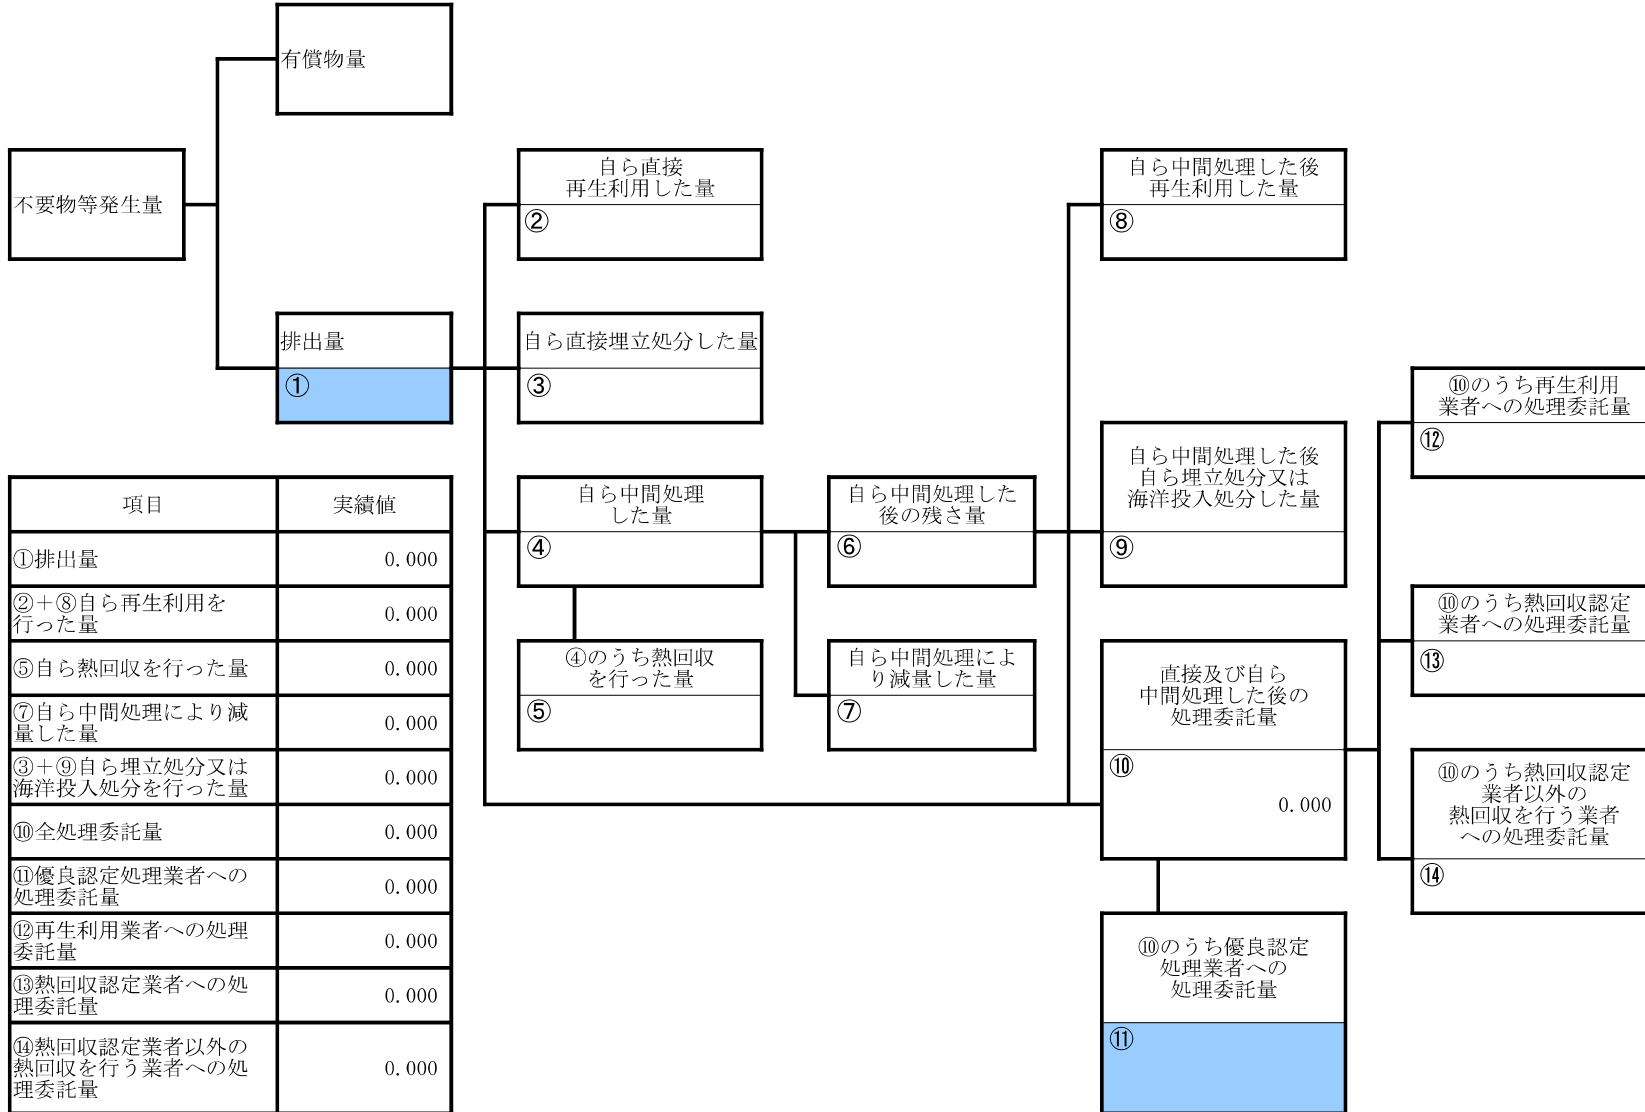 有償物量
不要物等発生量
自ら直接
再生利用した量
②
自ら中間処理した後
再生利用した量
⑧
排出量
①
自ら直接埋立処分した量
③
⑩のうち再生利用
業者への処理委託量
⑫
自ら中間処理した後
自ら埋立処分又は
海洋投入処分した量
⑨
自ら中間処理
した量
④
自ら中間処理した
後の残さ量
⑥
④のうち熱回収
を行った量
⑤
自ら中間処理によ
り減量した量
⑦
⑩のうち熱回収認定
業者への処理委託量
⑬
直接及び自ら
中間処理した後の
処理委託量
⑩
0.000
⑩のうち熱回収認定
業者以外の
熱回収を行う業者
への処理委託量
⑭
⑩のうち優良認定
処理業者への
処理委託量
⑪
項目 実績値
①排出量 0.000
②＋⑧自ら再生利用を
行った量 0.000
⑤自ら熱回収を行った量 0.000
⑦自ら中間処理により減
量した量 0.000
③＋⑨自ら埋立処分又は
海洋投入処分を行った量 0.000
⑩全処理委託量 0.000
⑪優良認定処理業者への
処理委託量 0.000
⑫再生利用業者への処理
委託量 0.000
⑬熱回収認定業者への処
理委託量 0.000
⑭熱回収認定業者以外の
熱回収を行う業者への処
理委託量 0.000